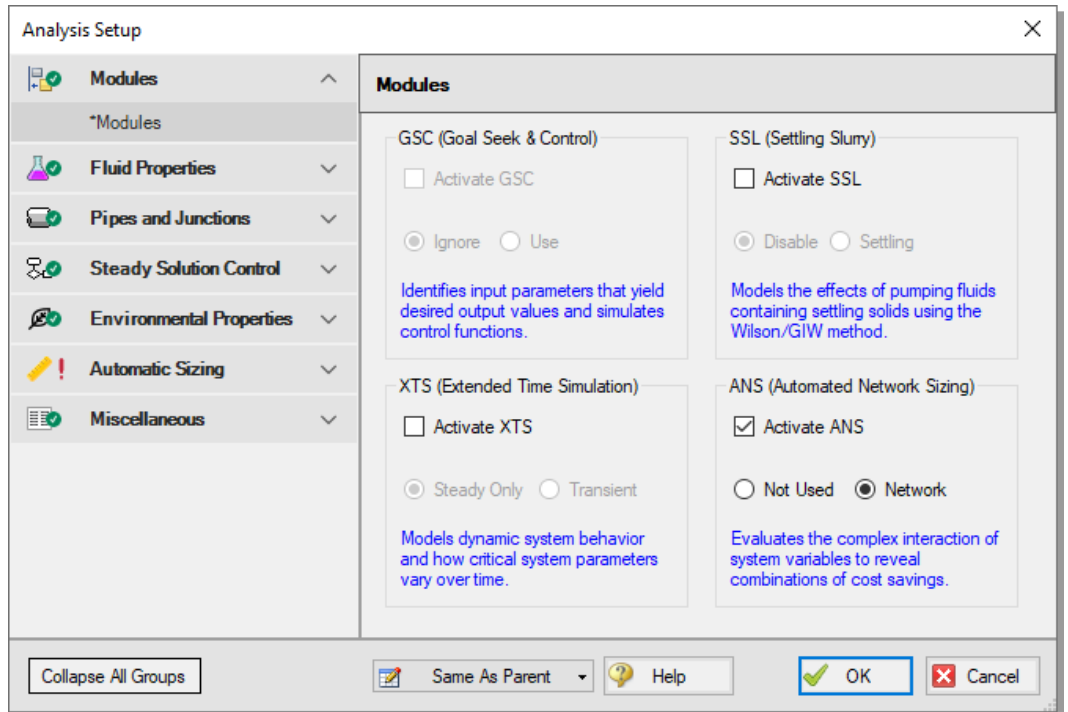 Analysis Setup
Modules
*Modules
Fluid Properties
Pipes and Junctions
Steady Solution Control
Environmental Properties
Automatic Sizing
Miscellaneous
Modules
GSC (Goal Seek & Control)
Activate GSC
Ignore Use
Identifies input parameters that yield
desired output values and simulates
control functions.
SSL (Settling Slurry)
Activate SSL
Disable Settling
Models the effects of pumping fluids
containing settling solids using the
Wilson/GIW method.
XTS (Extended Time Simulation)
Activate XTS
Steady Only Transient
Models dynamic system behavior
and how critical system parameters
vary over time.
ANS (Automated Network Sizing)
Activate ANS
Not Used Network
Evaluates the complex interaction of
system variables to reveal
combinations of cost savings.
Collapse All Groups
Same As Parent
Help
OK
Cancel